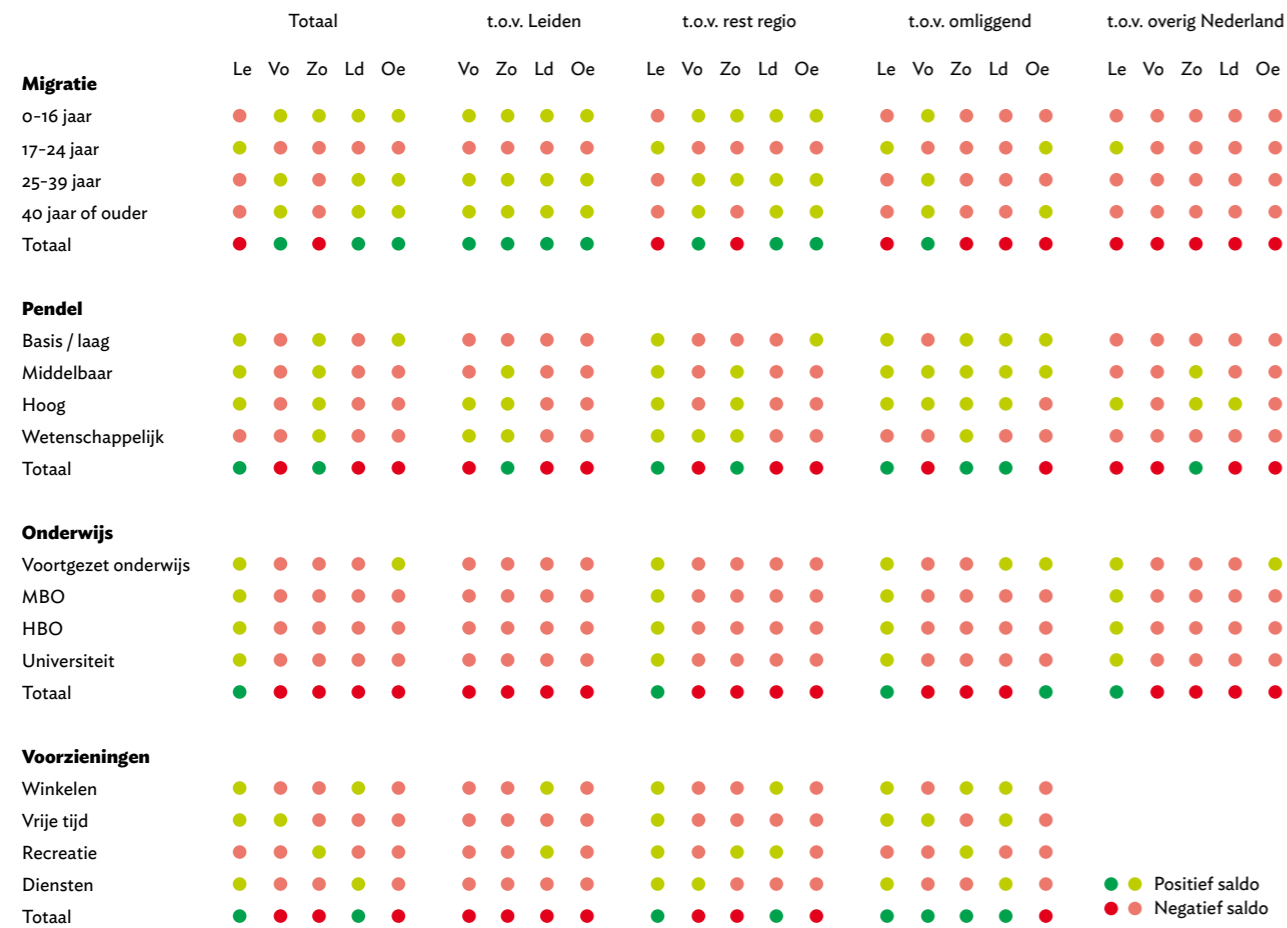 Totaal t.o.v. Leiden t.o.v. rest regio t.o.v. omliggend t.o.v. overig Nederland
Le Vo Zo Ld Oe Vo Zo Ld Oe Le Vo Zo Ld Oe Le Vo Zo Ld Oe Le Vo Zo Ld Oe
Migratie
0-16 jaar
17-24 jaar
25-39 jaar
40 jaar of ouder
Totaal
Pendel
Basis / laag
Middelbaar
Hoog
Wetenschappelijk
Totaal
Onderwijs
Voortgezet onderwijs
MBO
HBO
Universiteit
Totaal
Voorzieningen
Winkelen
Vrije tijd
Recreatie
Diensten
Totaal
Positief saldo
Negatief saldo